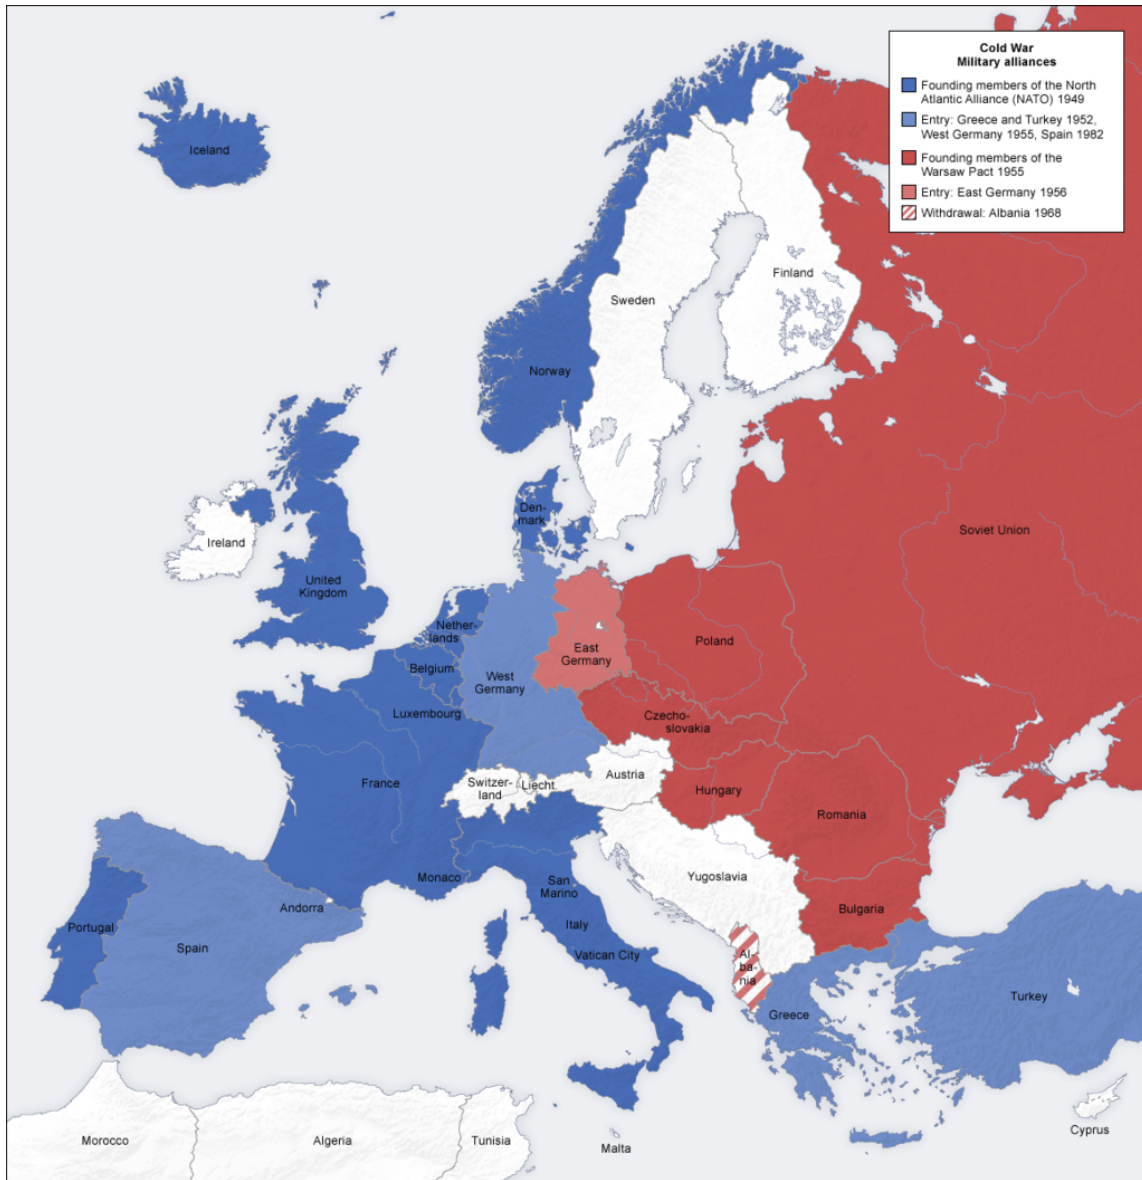 Cold War
Military alliances
Founding members of the North
Atlantic Alliance (NATO) 1949
Entry: Greece and Turkey 1952,
West Germany 1955, Spain 1982
Founding members of the
Warsaw Pact 1955
Entry: East Germany 1956
Withdrawal: Albania 1968
Iceland
Finland
Sweden
Norway
Den-
mark
Soviet Union
Ireland
United
Kingdom
Nether-
lands
Belgium
Luxembourg
West
Germany
East
Germany
Poland
Czecho-
slovakia
France
Switzer-
land
Liecht.
Austria
Hungary
Romania
Monaco
San
Marino
Yugoslavia
Andorra
Bulgaria
Portugal
Spain
Italy
Vatican City
Al-
ba-
nia
Greece
Turkey
Morocco
Algeria
Tunisia
Malta
Cyprus